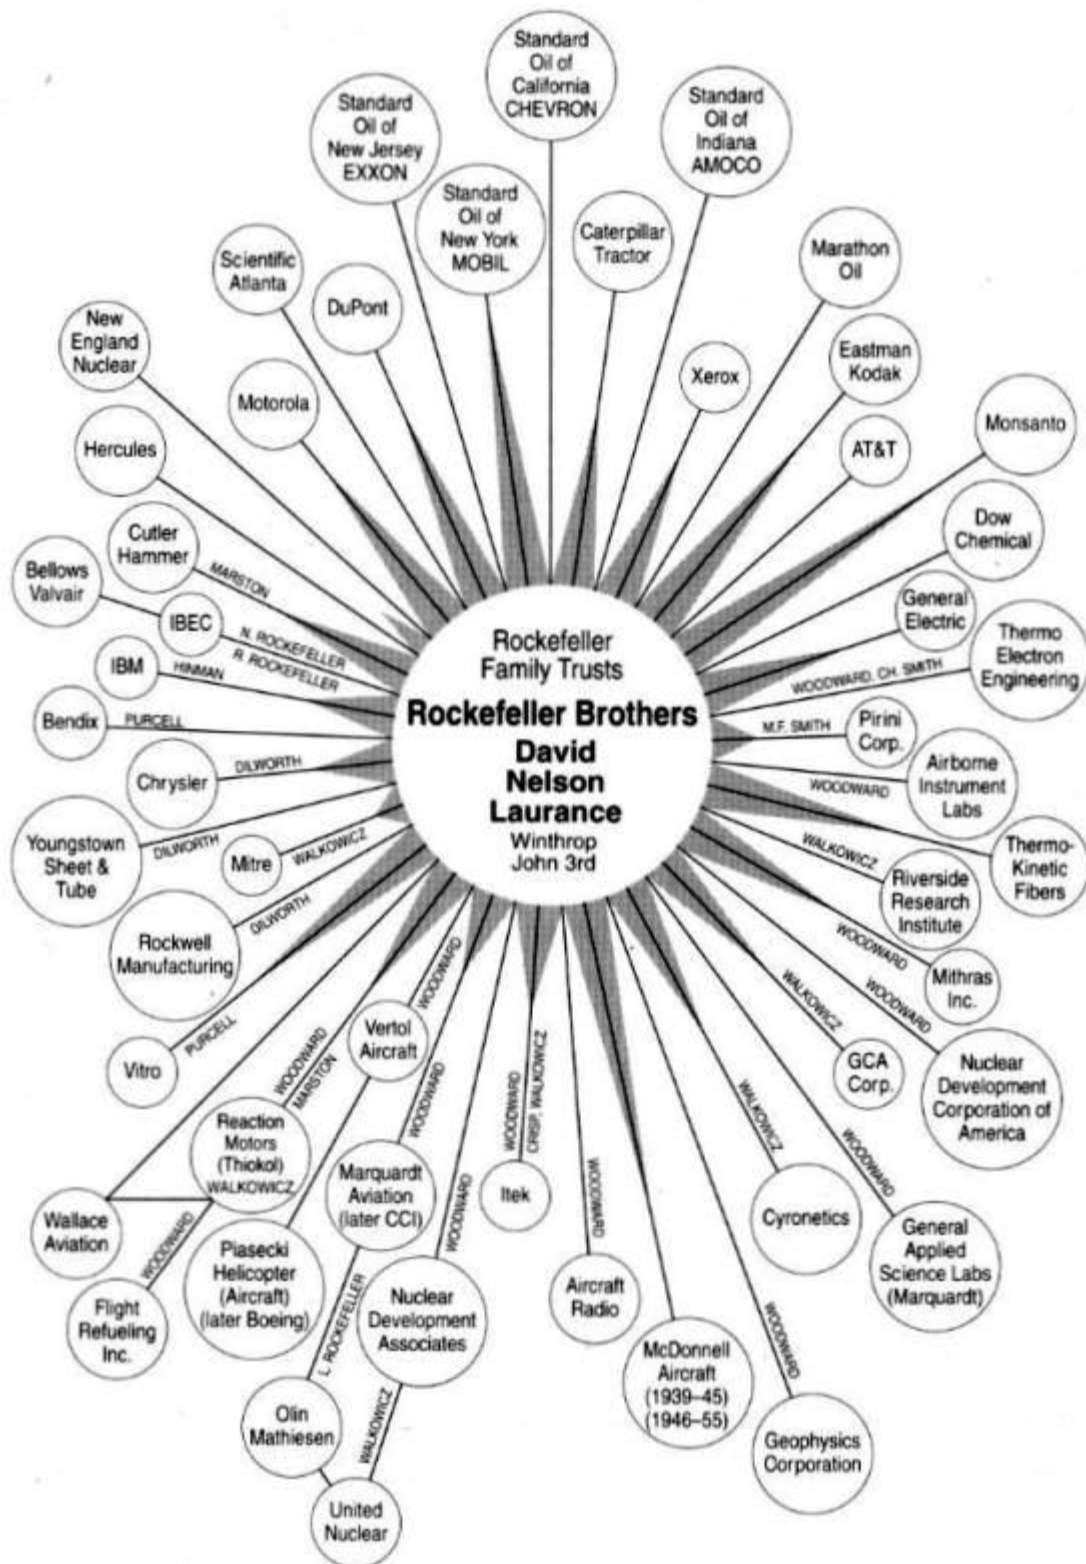 Standard
Oil of
California
CHEVRON
Standard
Oil of
New Jersey
EXXON
Standard
Oil of
Indiana
AMOCO
Standard
Oil of
New York
MOBIL
Caterpillar
Tractor
Scientific
Atlanta
Marathon
Oil
DuPont
New
England
Nuclear
Eastman
Kodak
Xerox
Motorola
Monsanto
Hercules
AT&T
Dow
Chemical
Cutler
Hammer
MARSTON
Bellows
Valvair
IBEC
N. ROCKEFELLER
R. ROCKEFELLER
General
Electric
Thermo
Electron
Engineering
WOODWARD, CH. SMITH
IBM
HINMAN
Bendix
PURCELL
Rockefeller
Family Trusts
Rockefeller Brothers
David
Nelson
Laurance
Winthrop
John 3rd
M.F. SMITH
Pirini
Corp.
Chrysler
DILWORTH
WOODWARD
Airborne
Instrument
Labs
Youngstown
Sheet &
Tube
DILWORTH
Mitre
WALKOWICZ
WALKOWICZ
Riverside
Research
Institute
Thermo-
Kinetic
Fibers
Rockwell
Manufacturing
DILWORTH
WOODWARD
Mithras
Inc.
Vitro
PURCELL
WOODWARD
Vertol
Aircraft
WALKOWICZ
GCA
Corp.
WOODWARD
Nuclear
Development
Corporation of
America
WOODWARD
MARSTON
Reaction
Motors
(Thiokol)
WALKOWICZ
WOODWARD
Marquardt
Aviation
(later CCI)
WOODWARD
WOODWARD
CRISP, WALKOWICZ
Itek
WOODWARD
WALKOWICZ
Cyronetics
WOODWARD
General
Applied
Science Labs
(Marquardt)
Wallace
Aviation
WOODWARD
Flight
Refueling
Inc.
Piasecki
Helicopter
(Aircraft)
(later Boeing)
L. ROCKEFELLER
Nuclear
Development
Associates
Aircraft
Radio
McDonnell
Aircraft
(1939–45)
(1946–55)
WOODWARD
Geophysics
Corporation
Olin
Mathiesen
WALKOWICZ
United
Nuclear